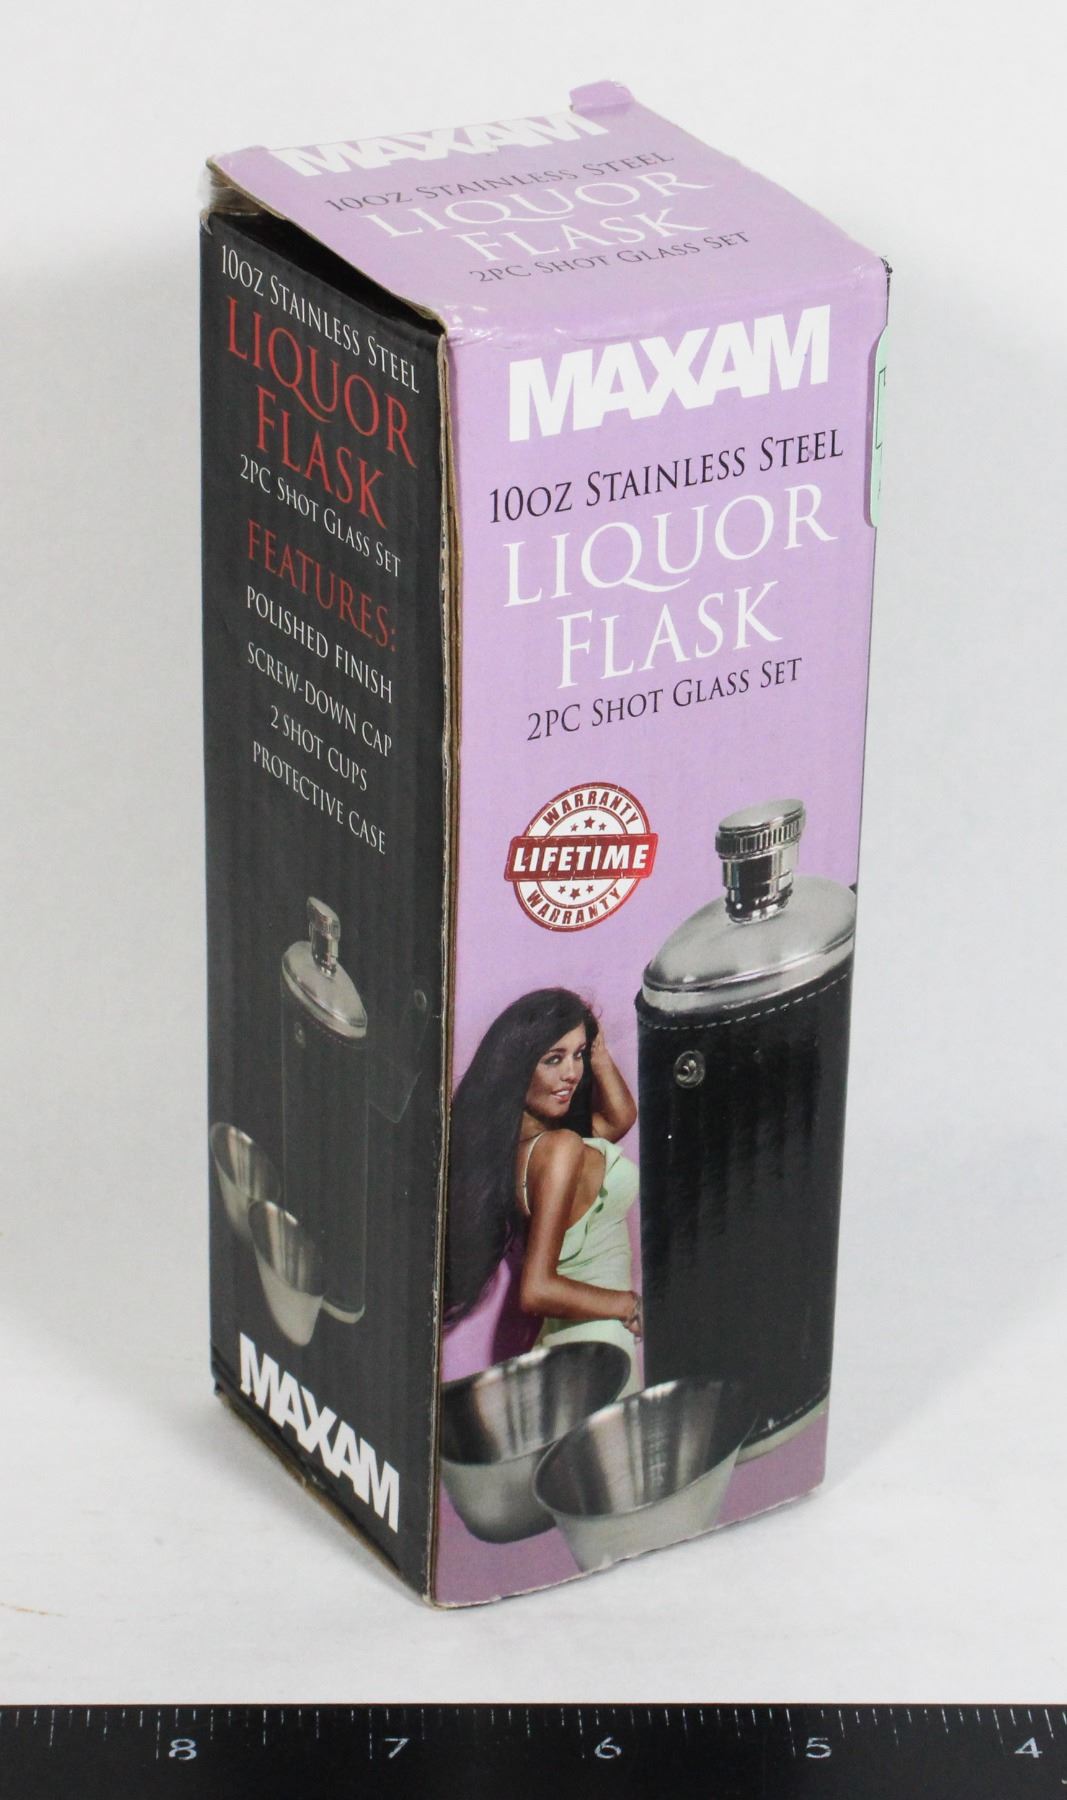 MAXAM
10OZ STAINLESS STEEL
LIQUOR
FLASK
2PC SHOT GLASS SET
10OZ STAINLESS STEEL
LIQUOR
FLASK
2PC SHOT GLASS SET
FEATURES:
POLISHED FINISH
SCREW-DOWN CAP
2 SHOT CUPS
PROTECTIVE CASE
MAXAM
MAXAM
10OZ STAINLESS STEEL
LIQUOR
FLASK
2PC SHOT GLASS SET
WARRANTY
LIFETIME
WARRANTY
8 7 6 5 4